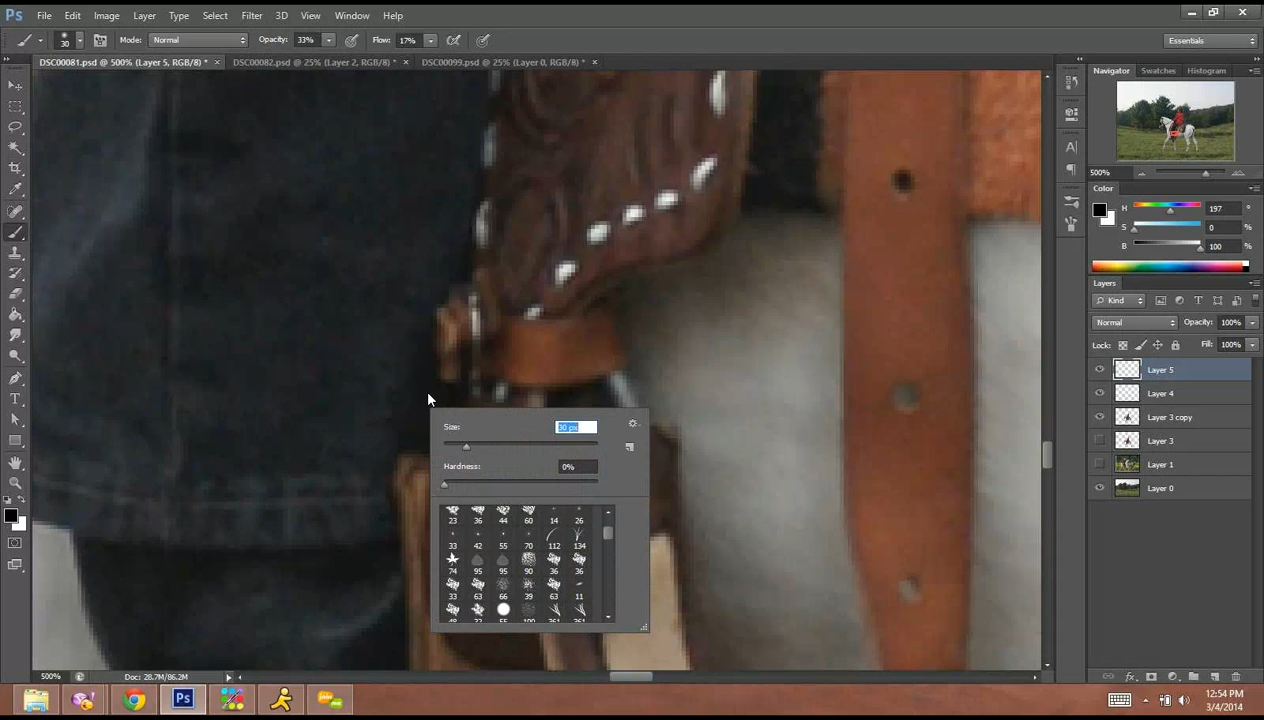 Ps File Edit Image Layer Type Select Filter 3D View Window Help
30 Mode: Normal Opacity: 33% Flow: 17% Essentials
DSC00081.psd @ 500% (Layer 5, RGB/8) * × DSC00082.psd @ 25% (Layer 2, RGB/8) * × DSC00099.psd @ 25% (Layer 0, RGB/8) * ×
Navigator Swatches Histogram
500%
Color
H 197 °
S 0 %
B 100 %
Layers
Kind
Normal Opacity: 100%
Lock: Fill: 100%
Layer 5
Layer 4
Layer 3 copy
Layer 3
Layer 1
Layer 0
Size: 30 px
Hardness: 0%
23 36 44 60 14 26
33 42 55 70 112 134
74 95 95 90 36 36
33 63 66 39 63 11
500% Doc: 28.7M/86.2M
Ps
12:54 PM
3/4/2014